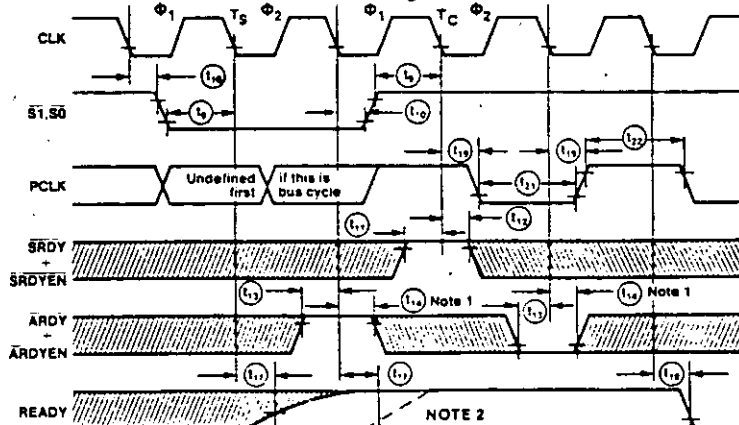 Φ1 TS Φ2 Φ1 TC Φ2
CLK
t10 t9
S1,S0
t9 t10
t19 t19 t22
PCLK
Undefined first if this is bus cycle
t21
t11 t12
SRDY
+
SRDYEN
t13 t14 Note 1 t13 t14 Note 1
ARDY
+
ARDYEN
t17 t17 t18
READY
NOTE 2